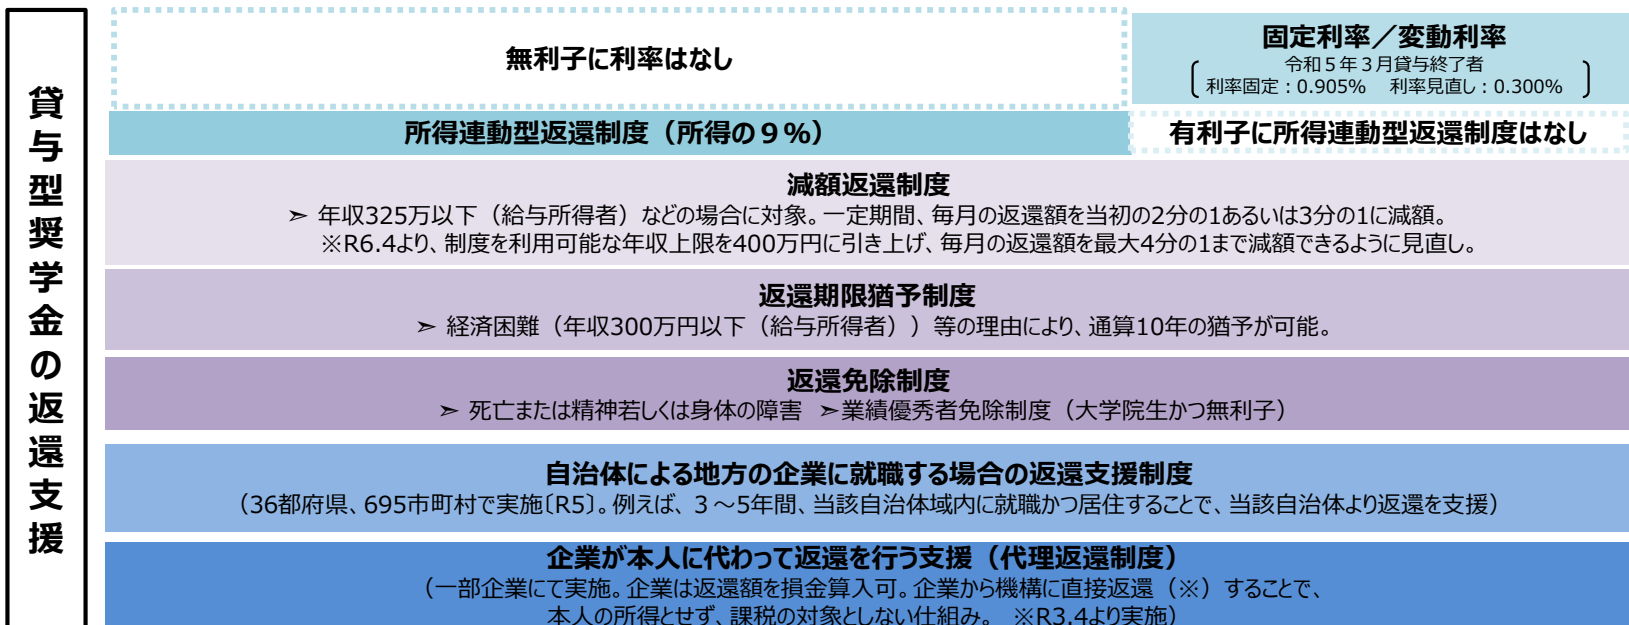 貸与型奨学金の返還支援
無利子に利率はなし
固定利率／変動利率
令和５年３月貸与終了者
利率固定：0.905%　利率見直し：0.300%
所得連動型返還制度（所得の９％）
有利子に所得連動型返還制度はなし
減額返還制度
➢ 年収325万以下（給与所得者）などの場合に対象。一定期間、毎月の返還額を当初の2分の1あるいは3分の1に減額。
※R6.4より、制度を利用可能な年収上限を400万円に引き上げ、毎月の返還額を最大4分の1まで減額できるように見直し。
返還期限猶予制度
➢ 経済困難（年収300万円以下（給与所得者））等の理由により、通算10年の猶予が可能。
返還免除制度
➢ 死亡または精神若しくは身体の障害　➢業績優秀者免除制度（大学院生かつ無利子）
自治体による地方の企業に就職する場合の返還支援制度
（36都府県、695市町村で実施〔R5〕。例えば、３～5年間、当該自治体域内に就職かつ居住することで、当該自治体より返還を支援）
企業が本人に代わって返還を行う支援（代理返還制度）
（一部企業にて実施。企業は返還額を損金算入可。企業から機構に直接返還（※）することで、
本人の所得とせず、課税の対象としない仕組み。　※R3.4より実施）